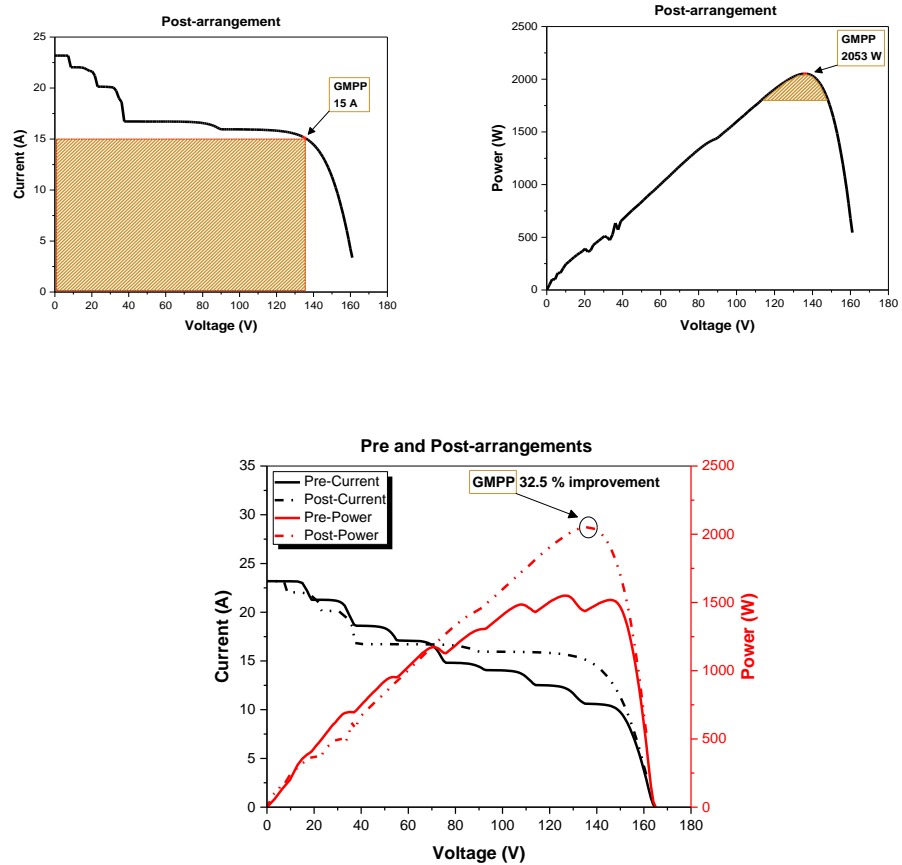 Post-arrangement
25
20
15
10
5
0
Current (A)
GMPP
15 A
0 20 40 60 80 100 120 140 160 180
Voltage (V)
Post-arrangement
2500
2000
1500
1000
500
0
Power (W)
GMPP
2053 W
0 20 40 60 80 100 120 140 160 180
Voltage (V)
Pre and Post-arrangements
35
30
25
20
15
10
5
0
Current (A)
Pre-Current
Post-Current
Pre-Power
Post-Power
GMPP 32.5 % improvement
2500
2000
1500
1000
500
0
Power (W)
0 20 40 60 80 100 120 140 160 180
Voltage (V)